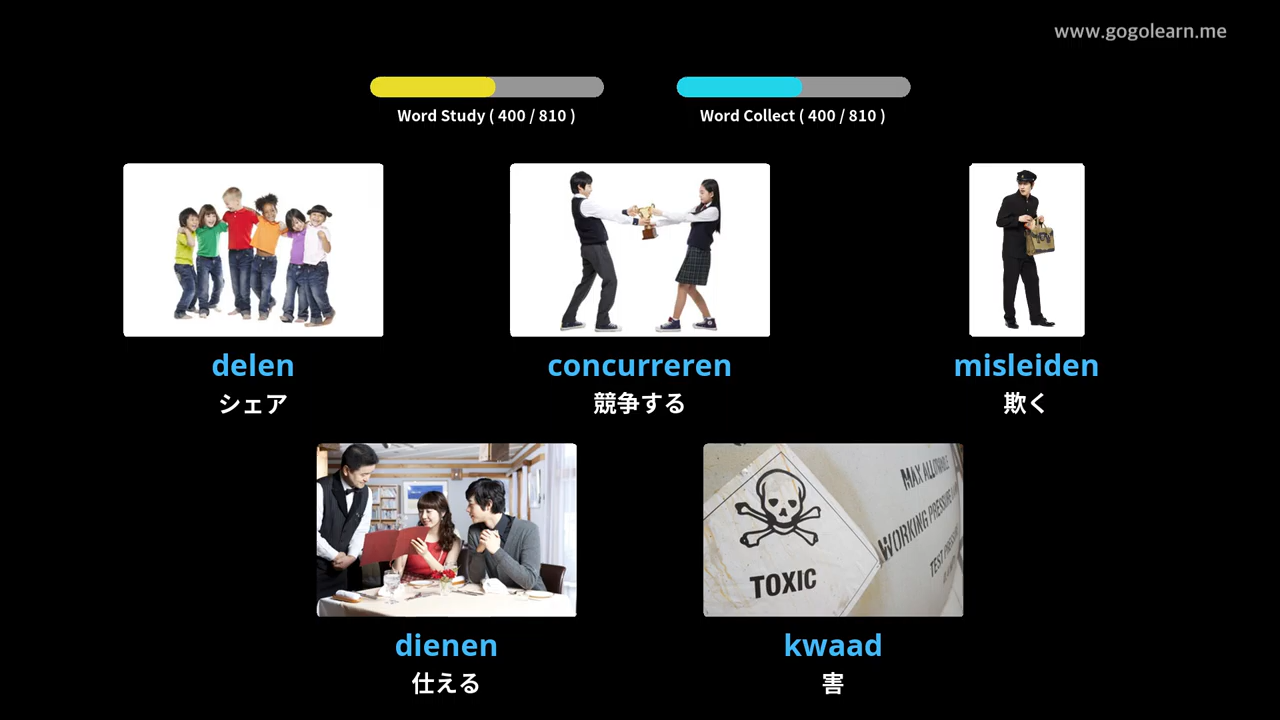 www.gogolearn.me
Word Study ( 400 / 810 )
Word Collect ( 400 / 810 )
delen
シェア
concurreren
競争する
misleiden
欺く
dienen
仕える
kwaad
害
TOXIC
MAX ALLOWABLE
WORKING PRESSURE
TEST PRESSURE